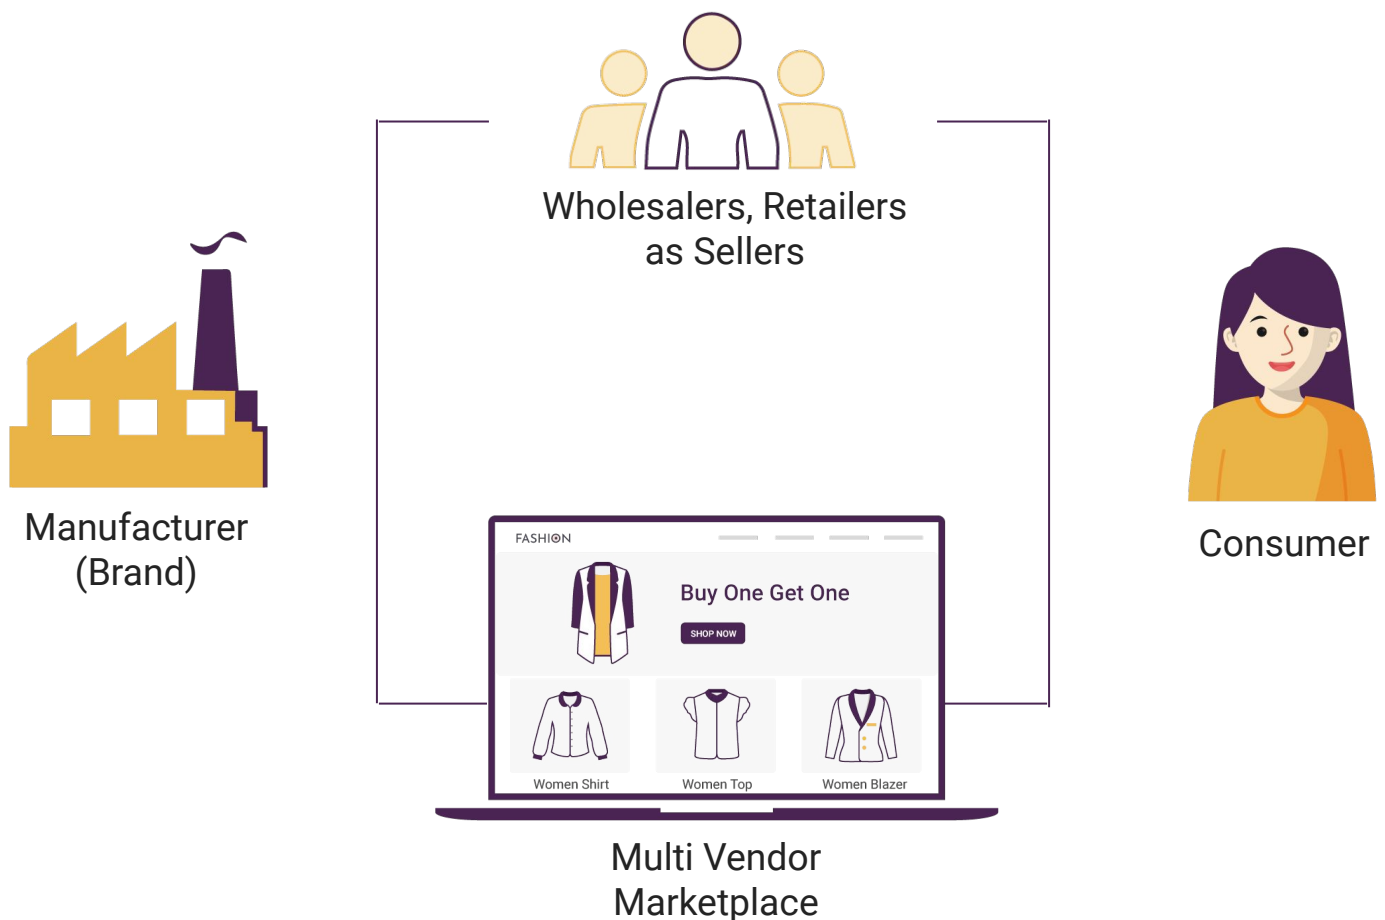 Wholesalers, Retailers
as Sellers
Manufacturer
(Brand)
Consumer
FASHION
Buy One Get One
SHOP NOW
Women Shirt
Women Top
Women Blazer
Multi Vendor
Marketplace